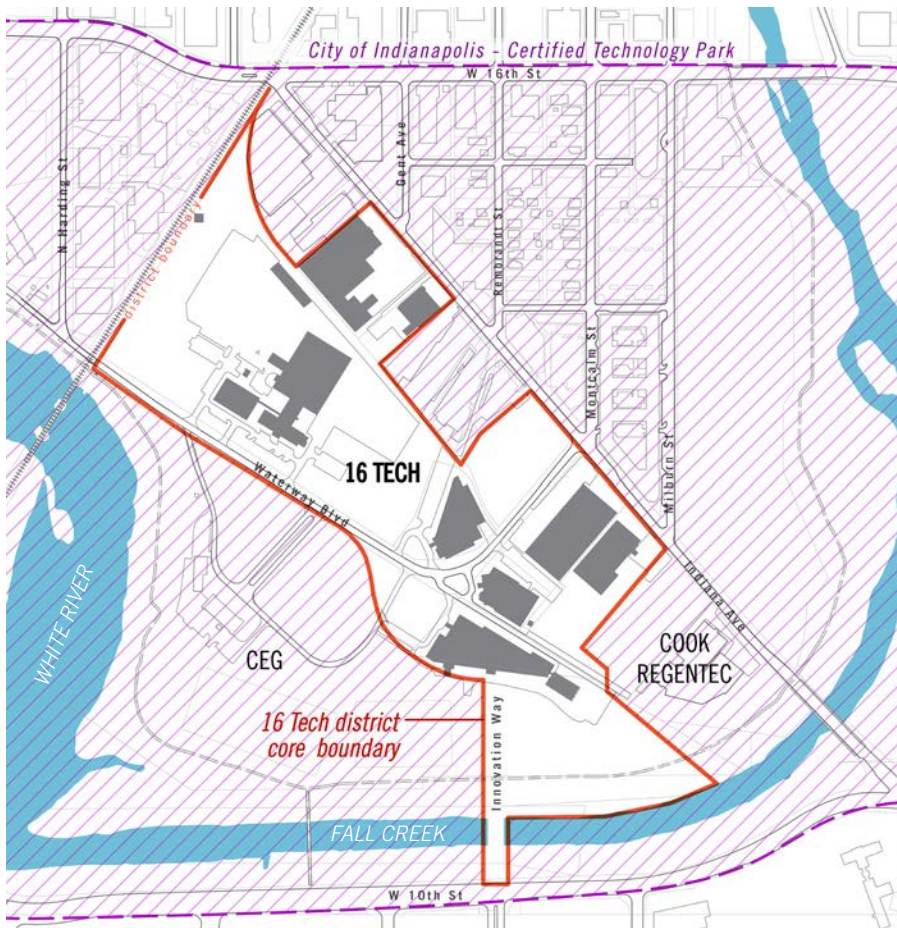 City of Indianapolis - Certified Technology Park
W 16th St
Gent Ave
N Harding St
district boundary
Rembrandt St
Montcalm St
Milburn St
16 TECH
Waterway Blvd
Indiana Ave
WHITE RIVER
CEG
COOK
REGENTEC
16 Tech district
core boundary
Innovation Way
FALL CREEK
W 10th St